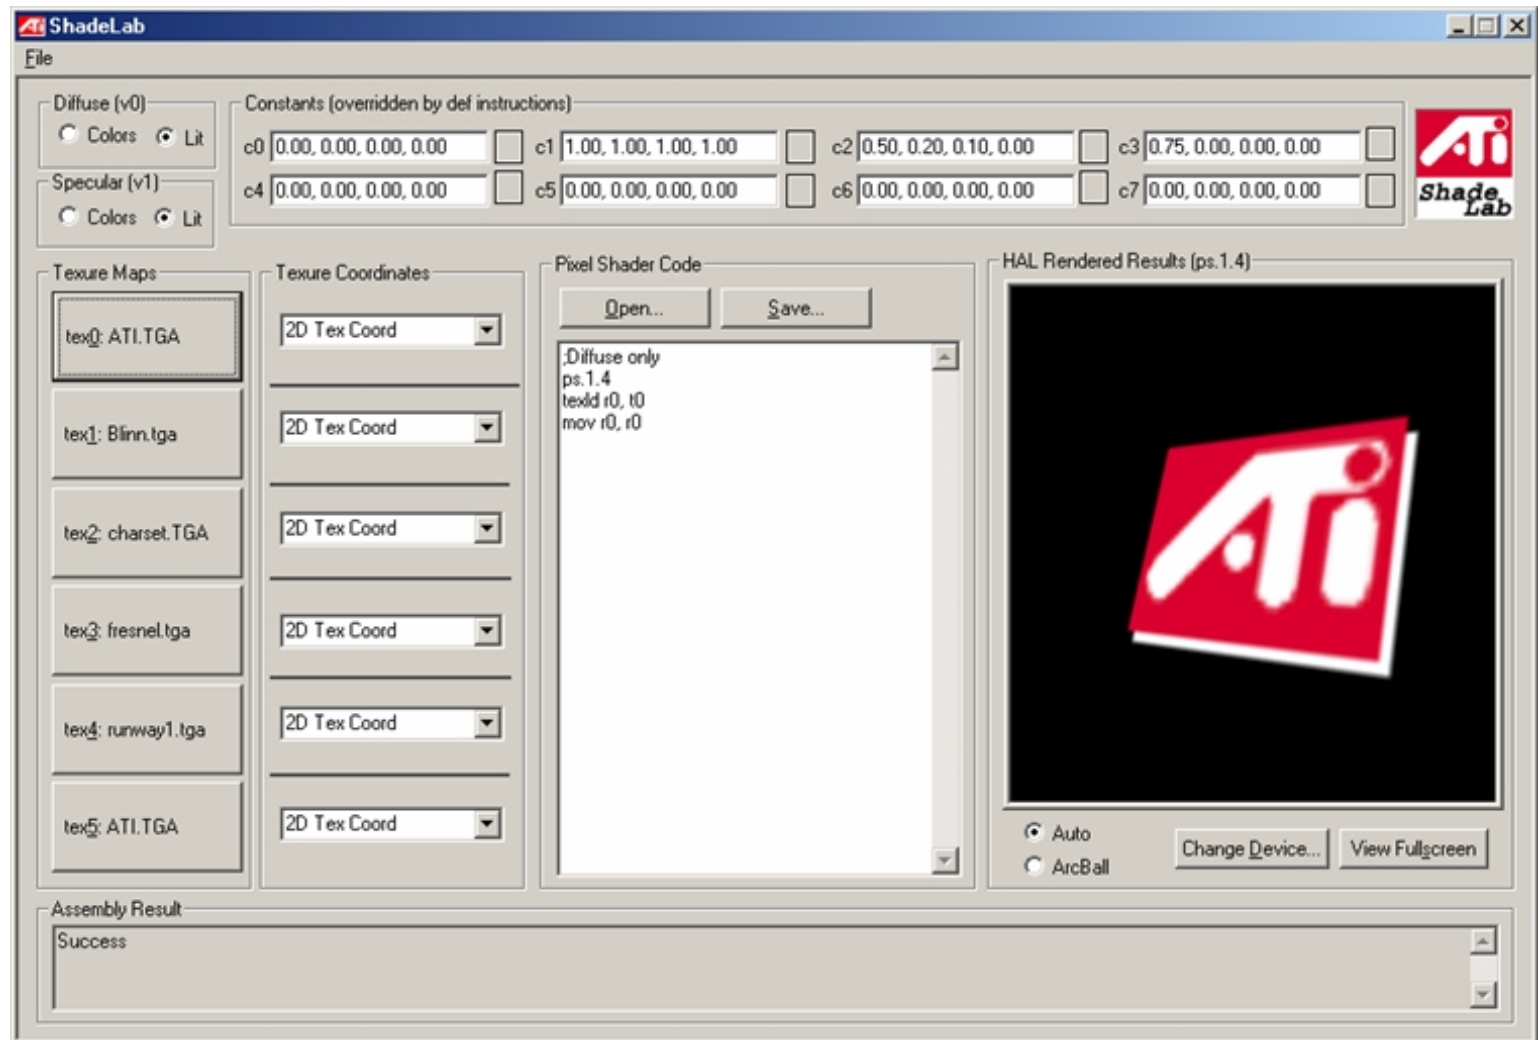 ATI ShadeLab
File
Diffuse (v0)
Colors Lit
Specular (v1)
Colors Lit
Constants (overridden by def instructions)
c0 0.00, 0.00, 0.00, 0.00 c1 1.00, 1.00, 1.00, 1.00 c2 0.50, 0.20, 0.10, 0.00 c3 0.75, 0.00, 0.00, 0.00
c4 0.00, 0.00, 0.00, 0.00 c5 0.00, 0.00, 0.00, 0.00 c6 0.00, 0.00, 0.00, 0.00 c7 0.00, 0.00, 0.00, 0.00
ATi
Shade
Lab
Texure Maps
tex0: ATI.TGA
tex1: Blinn.tga
tex2: charset.TGA
tex3: fresnel.tga
tex4: runway1.tga
tex5: ATI.TGA
Texure Coordinates
2D Tex Coord
2D Tex Coord
2D Tex Coord
2D Tex Coord
2D Tex Coord
2D Tex Coord
Pixel Shader Code
Open... Save...
;Diffuse only
ps.1.4
texld r0, t0
mov r0, r0
HAL Rendered Results (ps.1.4)
ATi
Auto
ArcBall
Change Device... View Fullscreen
Assembly Result
Success